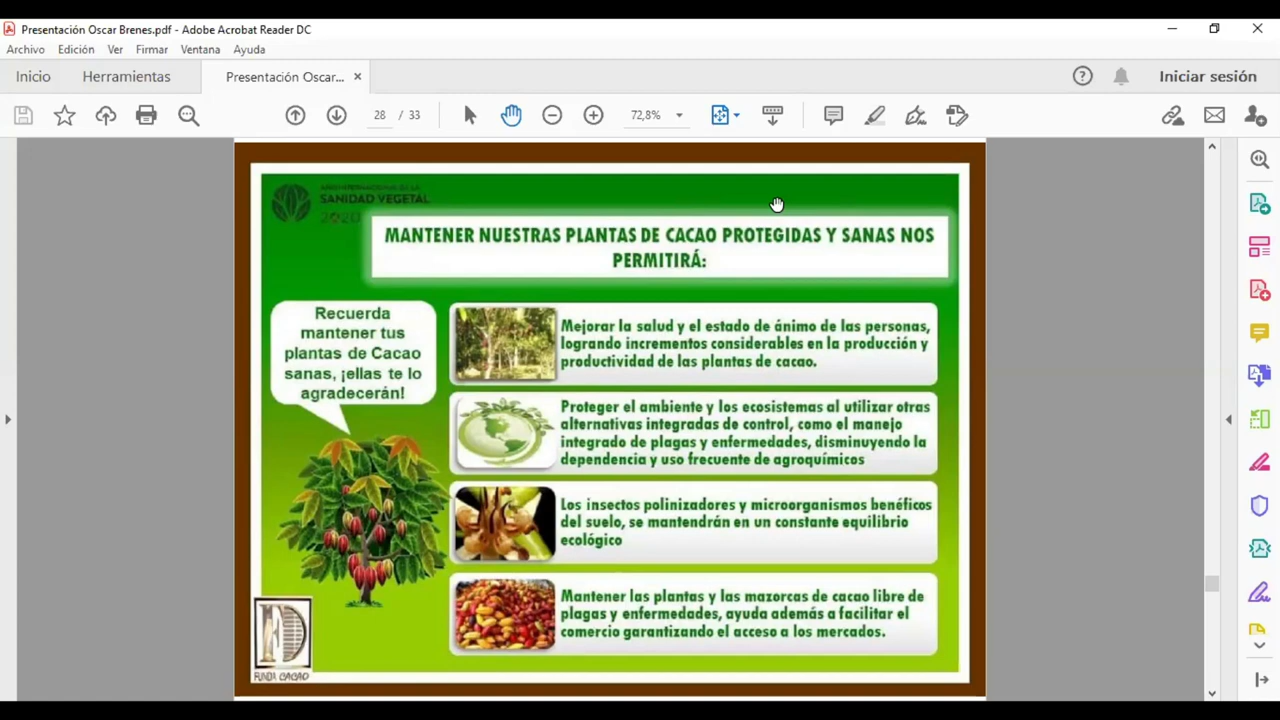 Presentación Oscar Brenes.pdf - Adobe Acrobat Reader DC
Archivo Edición Ver Firmar Ventana Ayuda
Inicio Herramientas Presentación Oscar... Iniciar sesión
28 / 33 72,8%
SANIDAD VEGETAL
2020
MANTENER NUESTRAS PLANTAS DE CACAO PROTEGIDAS Y SANAS NOS
PERMITIRÁ:
Recuerda
mantener tus
plantas de Cacao
sanas, ¡ellas te lo
agradecerán!
Mejorar la salud y el estado de ánimo de las personas,
logrando incrementos considerables en la producción y
productividad de las plantas de cacao.
Proteger el ambiente y los ecosistemas al utilizar otras
alternativas integradas de control, como el manejo
integrado de plagas y enfermedades, disminuyendo la
dependencia y uso frecuente de agroquímicos
Los insectos polinizadores y microorganismos benéficos
del suelo, se mantendrán en un constante equilibrio
ecológico
Mantener las plantas y las mazorcas de cacao libre de
plagas y enfermedades, ayuda además a facilitar el
comercio garantizando el acceso a los mercados.
FUNDA CACAO